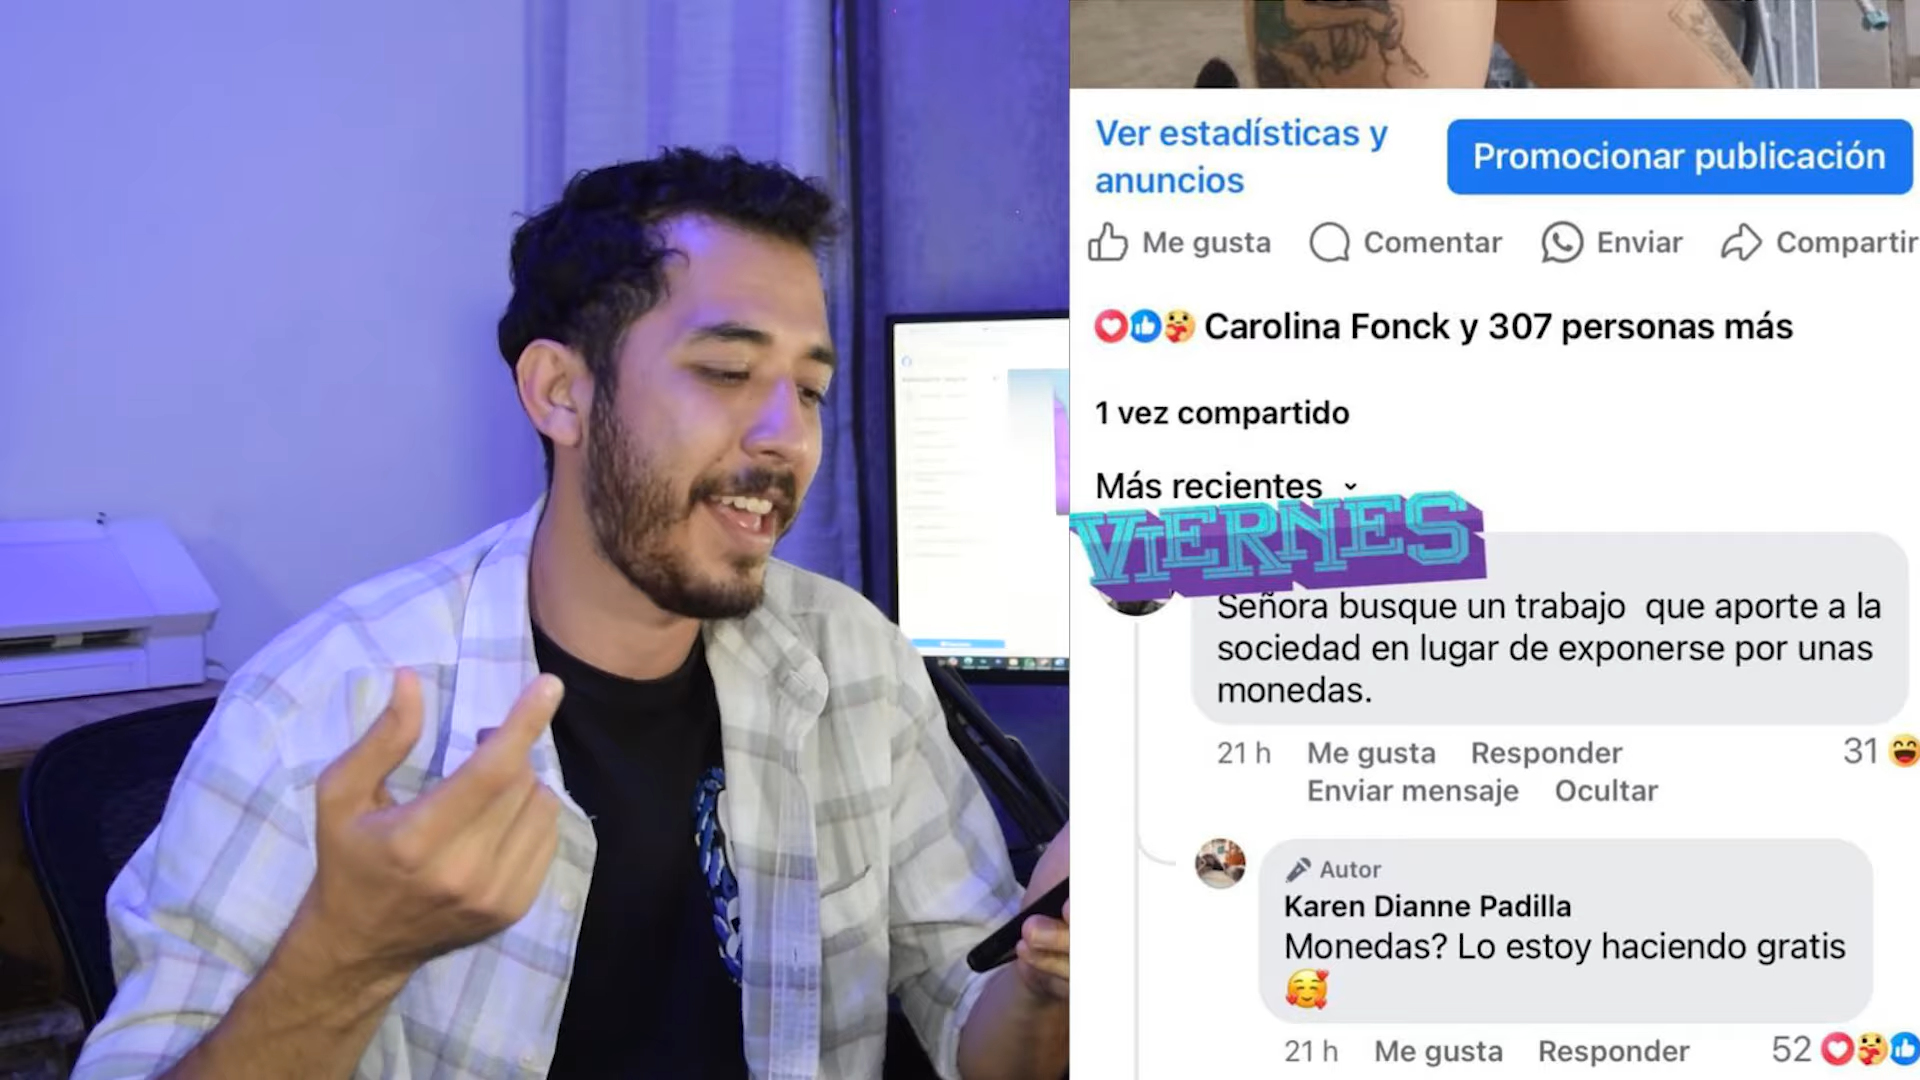 Ver estadísticas y
anuncios
Promocionar publicación
Me gusta
Comentar
Enviar
Compartir
Carolina Fonck y 307 personas más
1 vez compartido
Más recientes
VIERNES
Señora busque un trabajo que aporte a la
sociedad en lugar de exponerse por unas
monedas.
21 h Me gusta Responder 31
Enviar mensaje Ocultar
Autor
Karen Dianne Padilla
Monedas? Lo estoy haciendo gratis
21 h Me gusta Responder 52